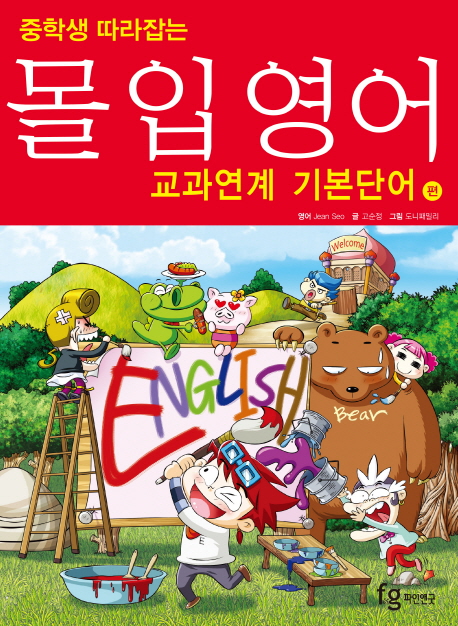 중학생 따라잡는
몰입영어
교과연계 기본단어 편
영어 Jean Seo 글 고순정 그림 도니패밀리
Welcome
ENGLISH
Bear
E
fg 파인앤굿